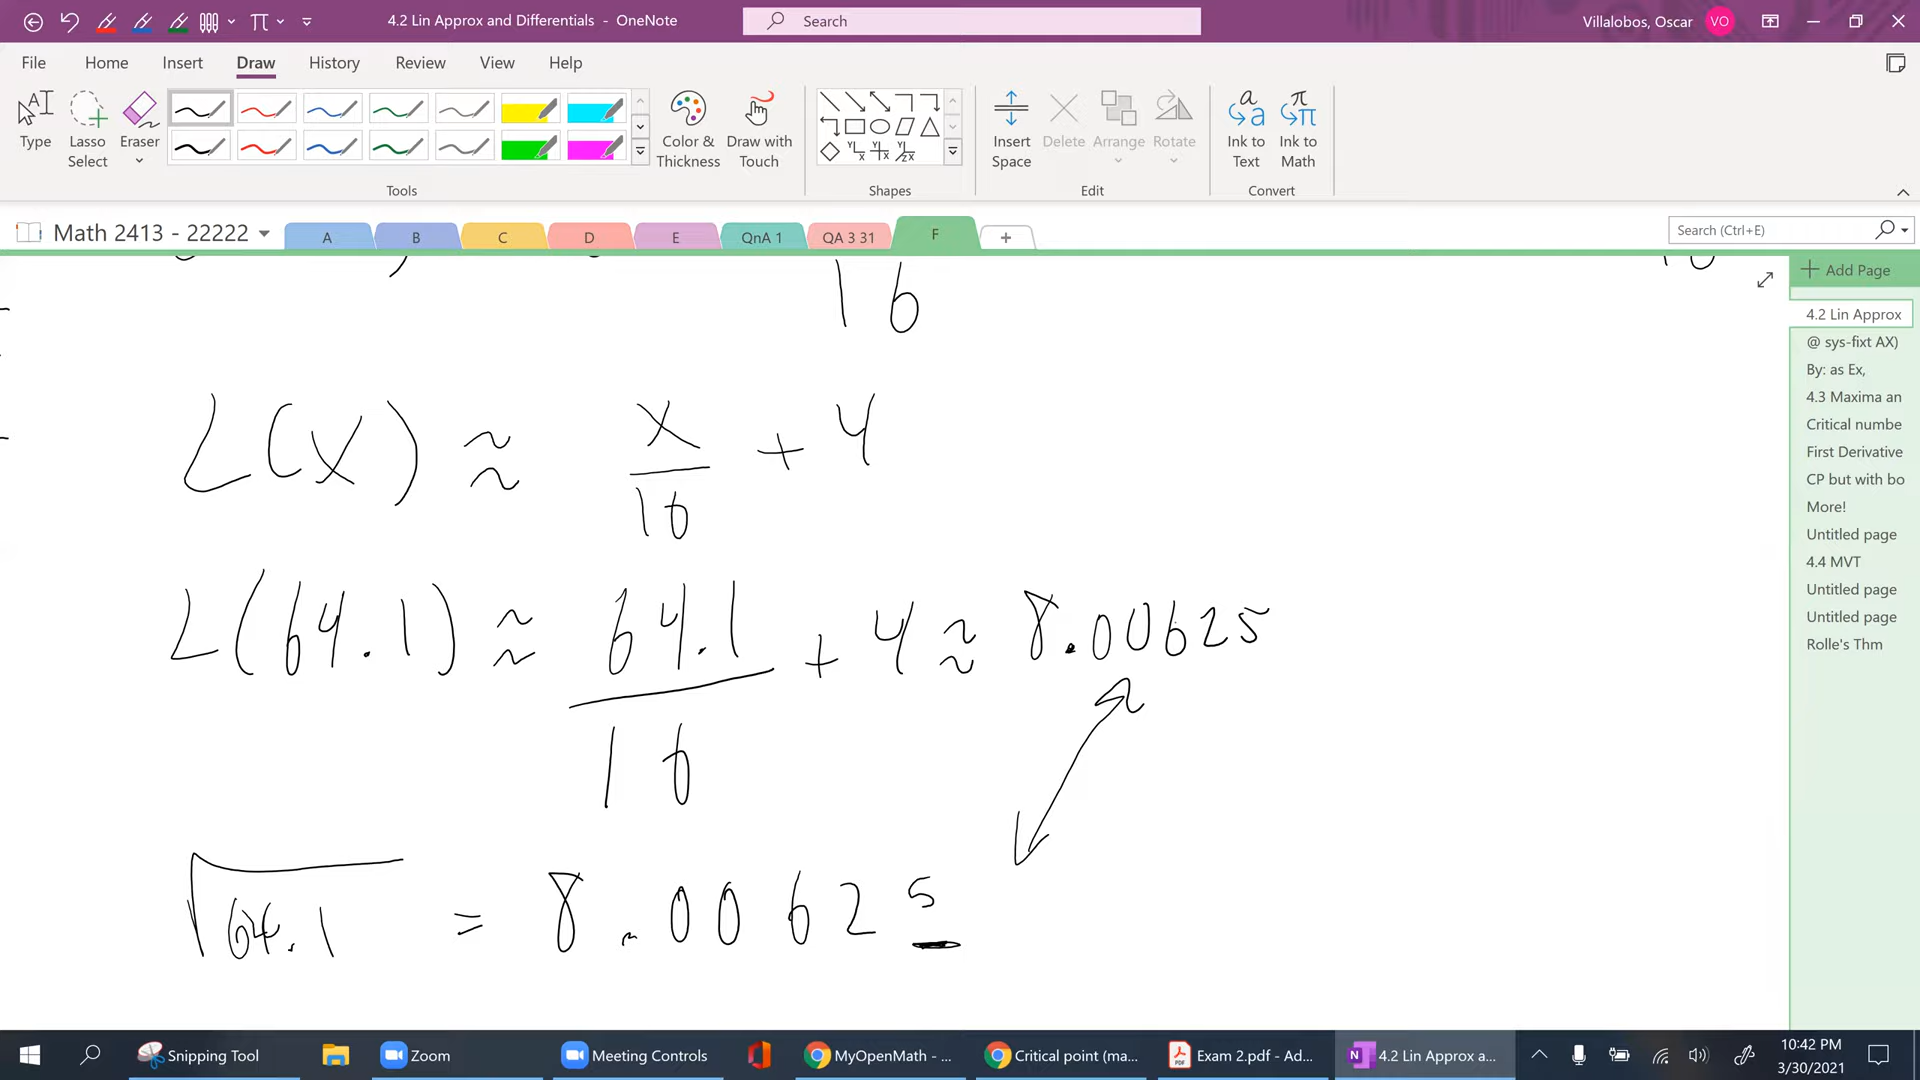 4.2 Lin Approx and Differentials - OneNote
Search
Villalobos, Oscar VO
File Home Insert Draw History Review View Help
Type
Lasso Select
Eraser
Color & Thickness
Draw with Touch
Insert Space
Delete
Arrange
Rotate
Ink to Text
Ink to Math
Tools
Shapes
Edit
Convert
Math 2413 - 22222
A B C D E QnA 1 QA 3 31 F +
Search (Ctrl+E)
Add Page
4.2 Lin Approx
@ sys-fixt AX)
By: as Ex,
4.3 Maxima an
Critical numbe
First Derivative
CP but with bo
More!
Untitled page
4.4 MVT
Untitled page
Untitled page
Rolle's Thm
16
L(x) ≈ x/16 + 4
L(64.1) ≈ 64.1/16 + 4 ≈ 8.00625
√64.1 = 8.00625
Snipping Tool
Zoom
Meeting Controls
MyOpenMath - ...
Critical point (ma...
Exam 2.pdf - Ad...
4.2 Lin Approx a...
10:42 PM
3/30/2021